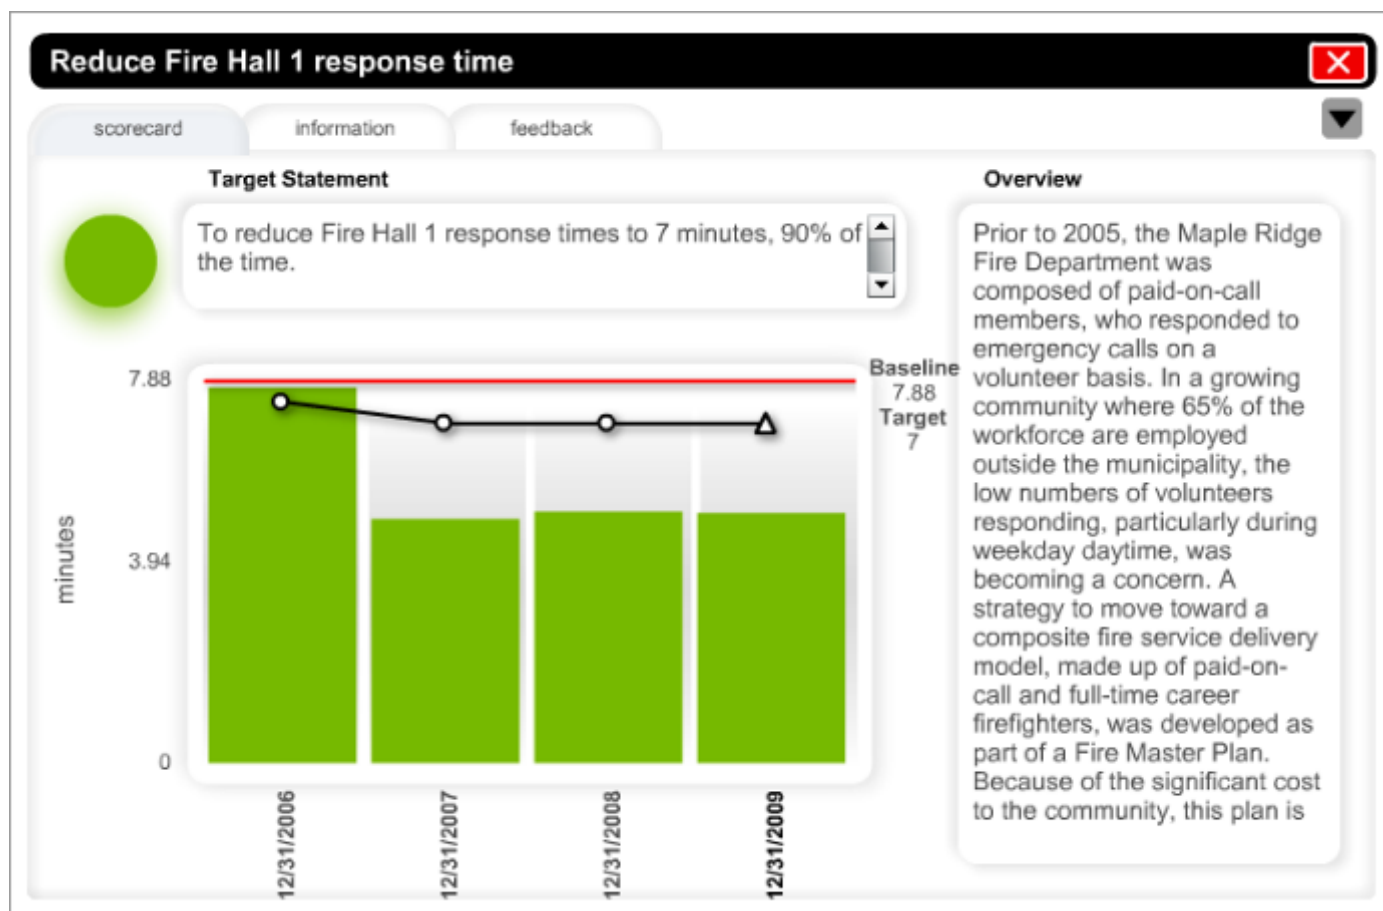 Reduce Fire Hall 1 response time
scorecard
information
feedback
Target Statement
To reduce Fire Hall 1 response times to 7 minutes, 90% of
the time.
7.88
3.94
0
minutes
Baseline
7.88
Target
7
12/31/2006
12/31/2007
12/31/2008
12/31/2009
Overview
Prior to 2005, the Maple Ridge
Fire Department was
composed of paid-on-call
members, who responded to
emergency calls on a
volunteer basis. In a growing
community where 65% of the
workforce are employed
outside the municipality, the
low numbers of volunteers
responding, particularly during
weekday daytime, was
becoming a concern. A
strategy to move toward a
composite fire service delivery
model, made up of paid-on-
call and full-time career
firefighters, was developed as
part of a Fire Master Plan.
Because of the significant cost
to the community, this plan is